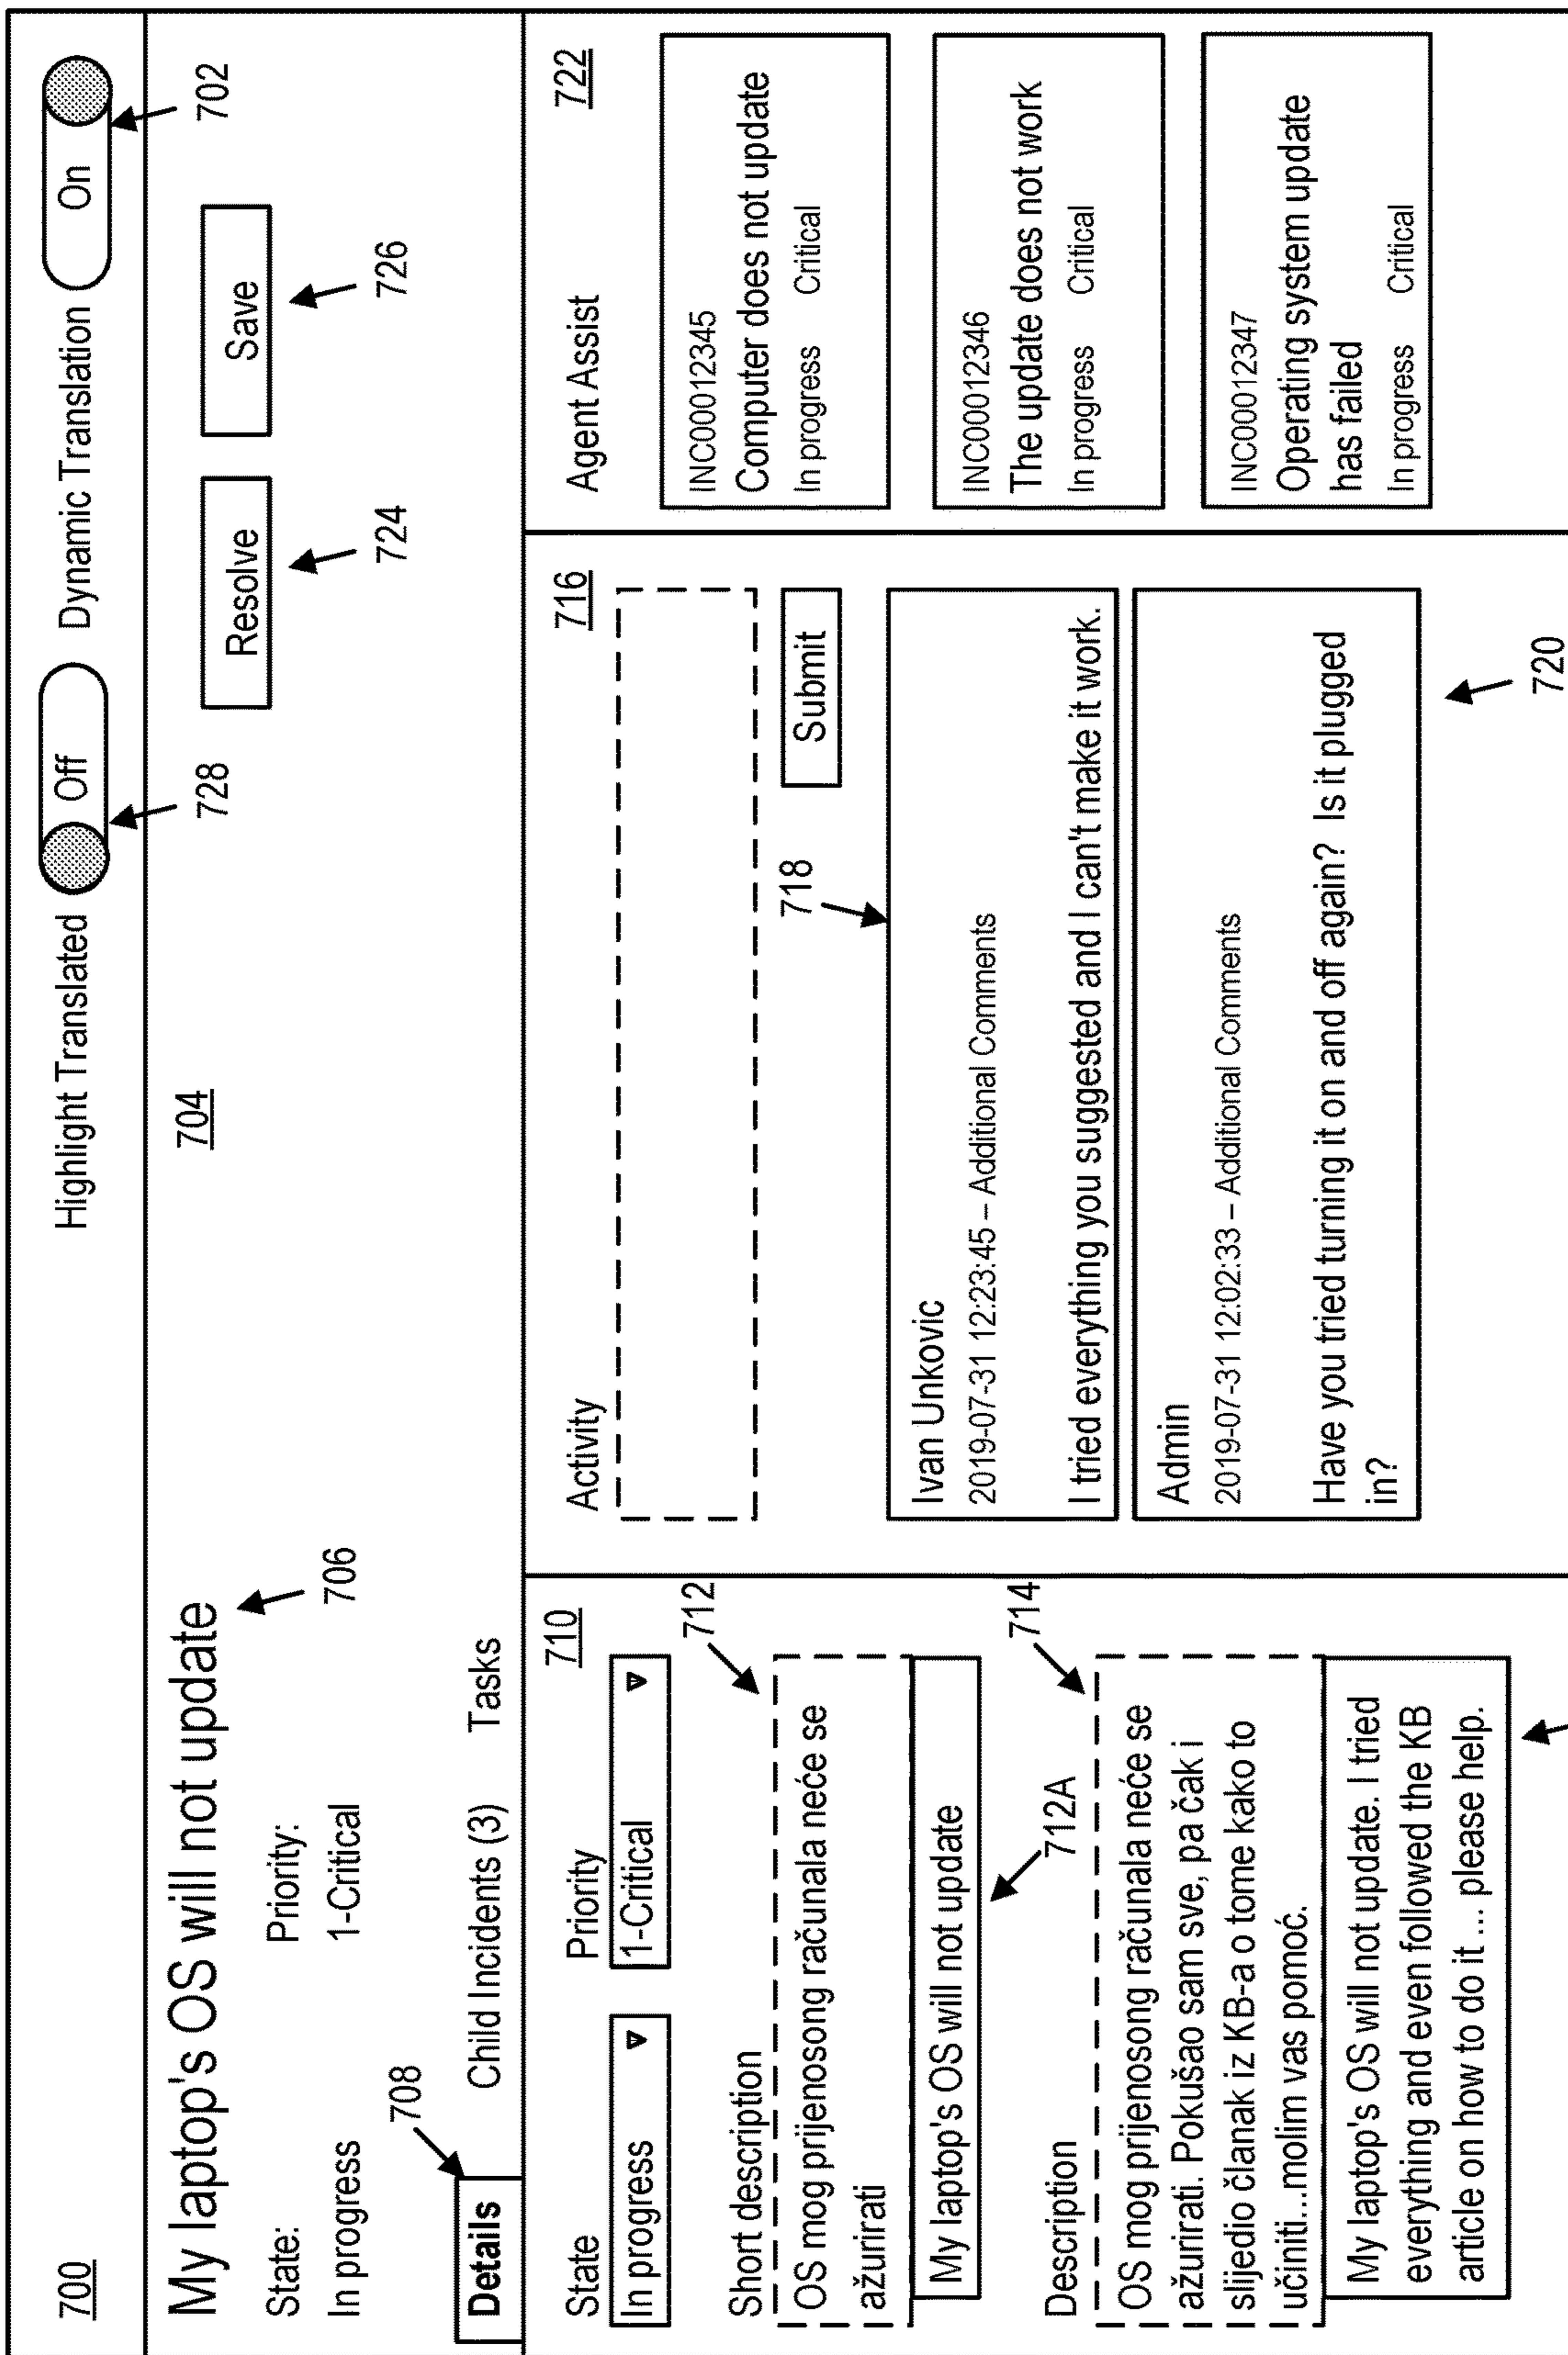 700
Highlight Translated
Off
Dynamic Translation
On
728
702
My laptop's OS will not update
706
704
State:
In progress
Priority:
1-Critical
Resolve
724
Save
726
708
Details
Child Incidents (3)
Tasks
710
State
In progress
Priority
1-Critical
Short description
712
OS mog prijenosong računala neće se
ažurirati
My laptop's OS will not update
712A
Description
714
OS mog prijenosong računala neće se
ažurirati. Pokušao sam sve, pa čak i
slijedio članak iz KB-a o tome kako to
učiniti...molim vas pomoć.
My laptop's OS will not update. I tried
everything and even followed the KB
article on how to do it ... please help.
Activity
716
Submit
718
Ivan Unkovic
2019-07-31 12:23:45 – Additional Comments
I tried everything you suggested and I can't make it work.
Admin
2019-07-31 12:02:33 – Additional Comments
Have you tried turning it on and off again? Is it plugged
in?
720
Agent Assist
722
INC00012345
Computer does not update
In progress Critical
INC00012346
The update does not work
In progress Critical
INC00012347
Operating system update
has failed
In progress Critical